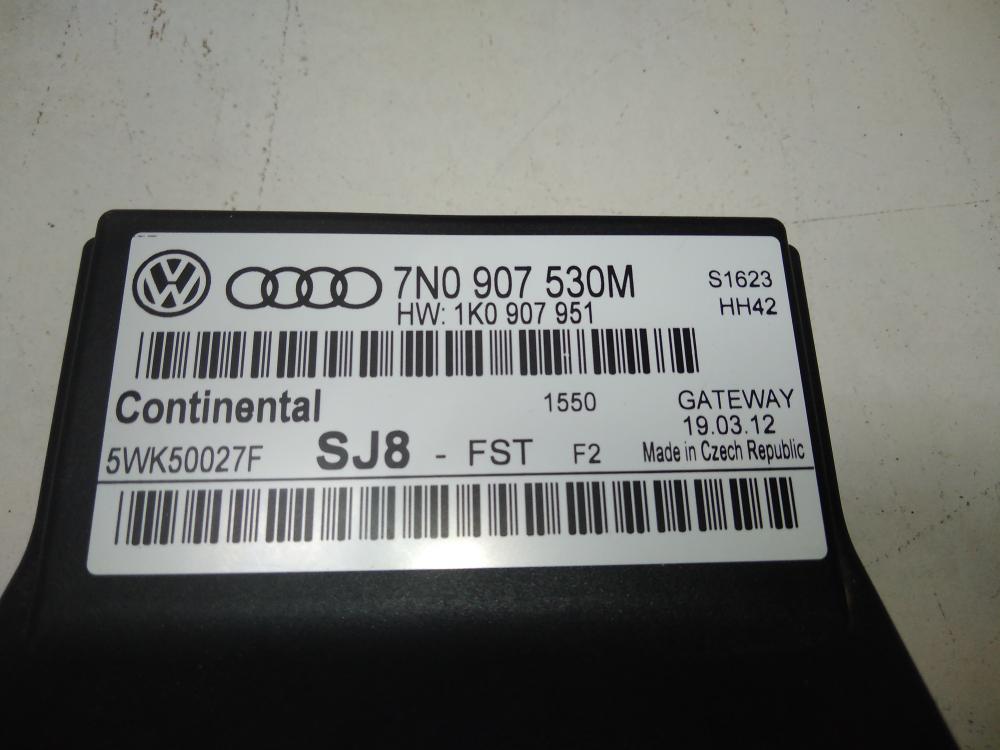 7N0 907 530M
HW: 1K0 907 951
S1623
HH42
Continental
1550
GATEWAY
19.03.12
5WK50027F
SJ8 - FST F2
Made in Czech Republic